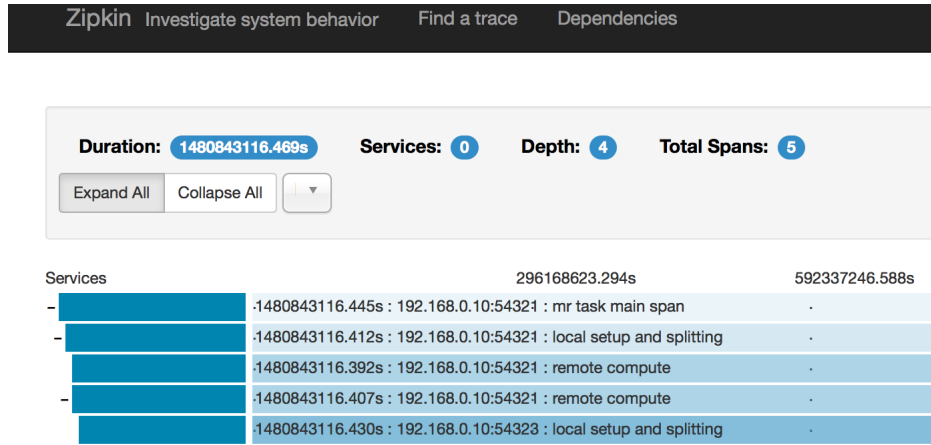 Zipkin Investigate system behavior Find a trace Dependencies
Duration: 1480843116.469s Services: 0 Depth: 4 Total Spans: 5
Expand All Collapse All
Services 296168623.294s 592337246.588s
- ·1480843116.445s : 192.168.0.10:54321 : mr task main span ·
- ·1480843116.412s : 192.168.0.10:54321 : local setup and splitting ·
·1480843116.392s : 192.168.0.10:54321 : remote compute ·
- ·1480843116.407s : 192.168.0.10:54321 : remote compute ·
·1480843116.430s : 192.168.0.10:54323 : local setup and splitting ·